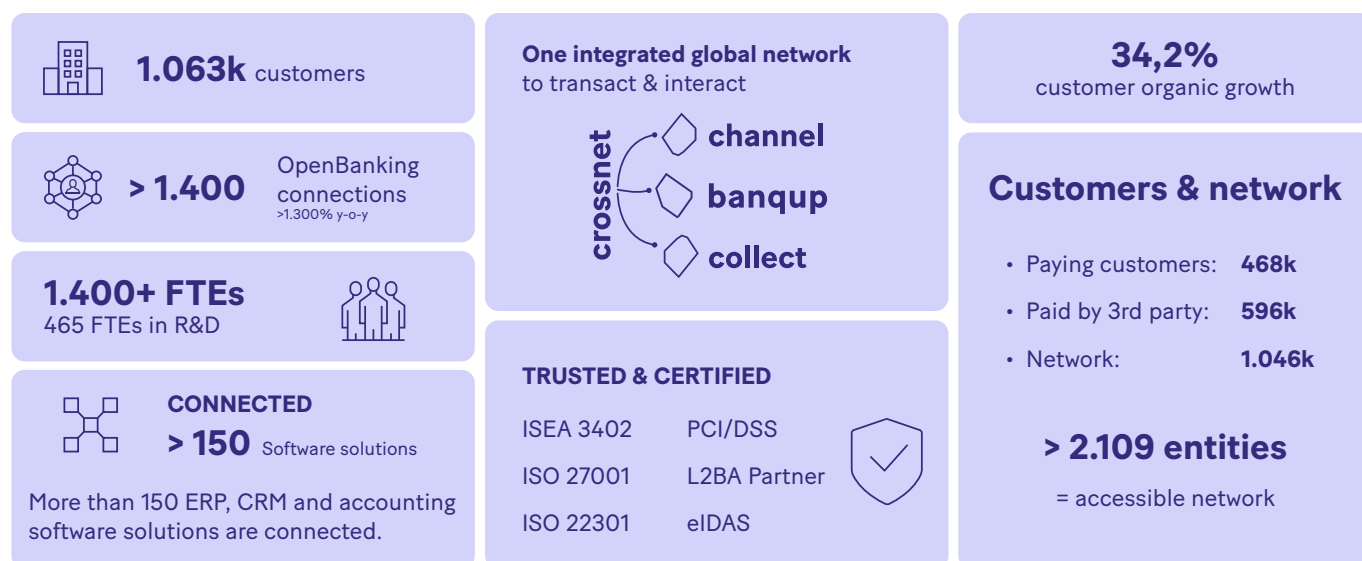 1.063k customers
> 1.400
OpenBanking
connections
>1.300% y-o-y
1.400+ FTEs
465 FTEs in R&D
CONNECTED
> 150 Software solutions
More than 150 ERP, CRM and accounting
software solutions are connected.
One integrated global network
to transact & interact
crossnet
channel
banqup
collect
TRUSTED & CERTIFIED
ISEA 3402
PCI/DSS
ISO 27001
L2BA Partner
ISO 22301
eIDAS
34,2%
customer organic growth
Customers & network
• Paying customers: 468k
• Paid by 3rd party: 596k
• Network: 1.046k
> 2.109 entities
= accessible network